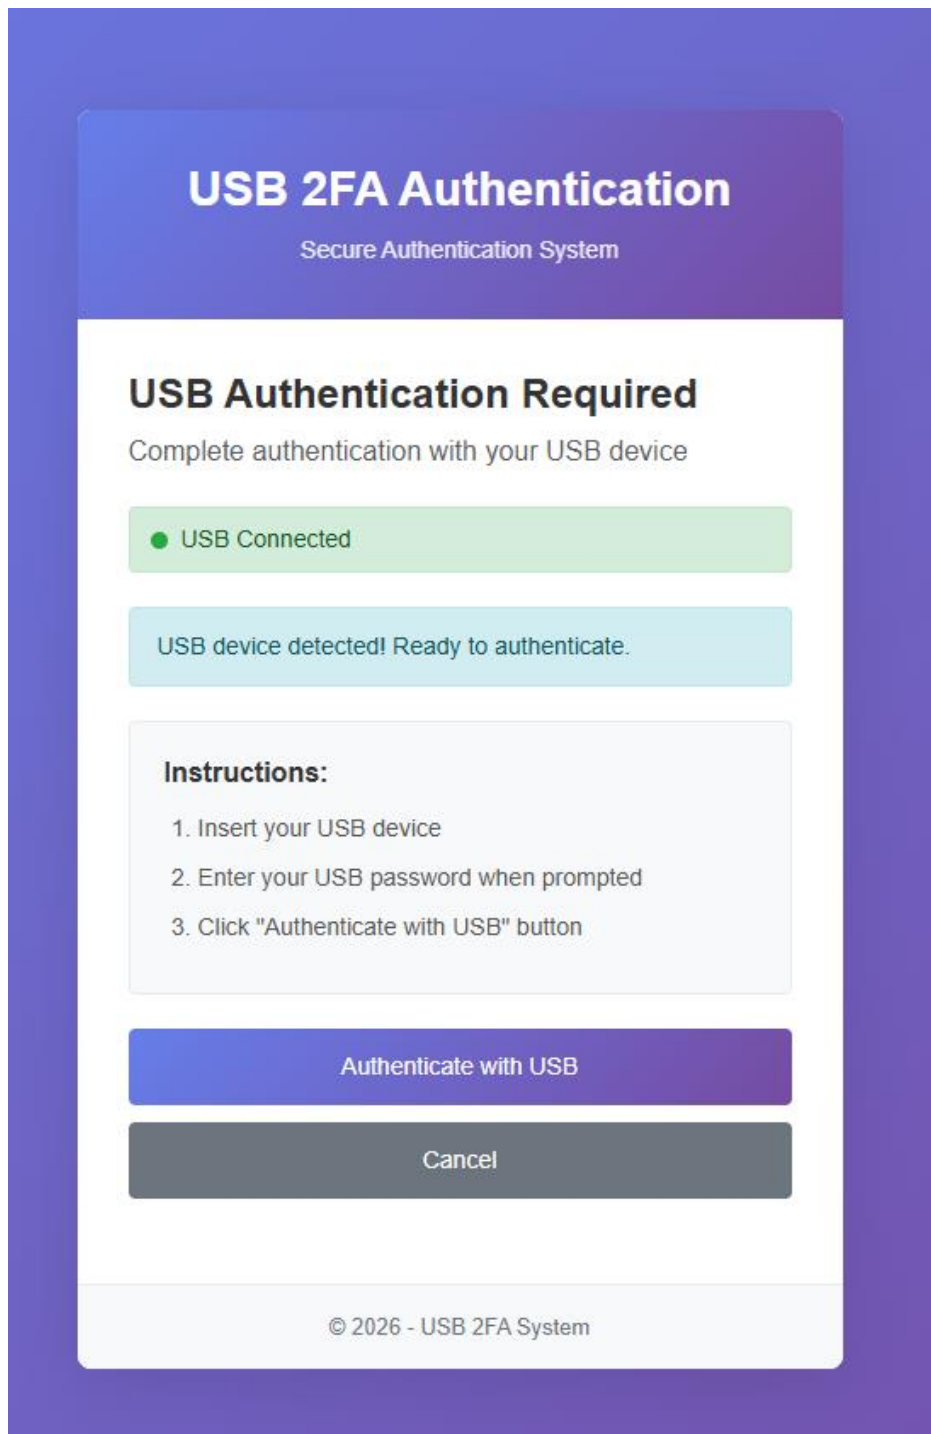 USB 2FA Authentication
Secure Authentication System
USB Authentication Required
Complete authentication with your USB device
USB Connected
USB device detected! Ready to authenticate.
Instructions:
1. Insert your USB device
2. Enter your USB password when prompted
3. Click "Authenticate with USB" button
Authenticate with USB
Cancel
© 2026 - USB 2FA System